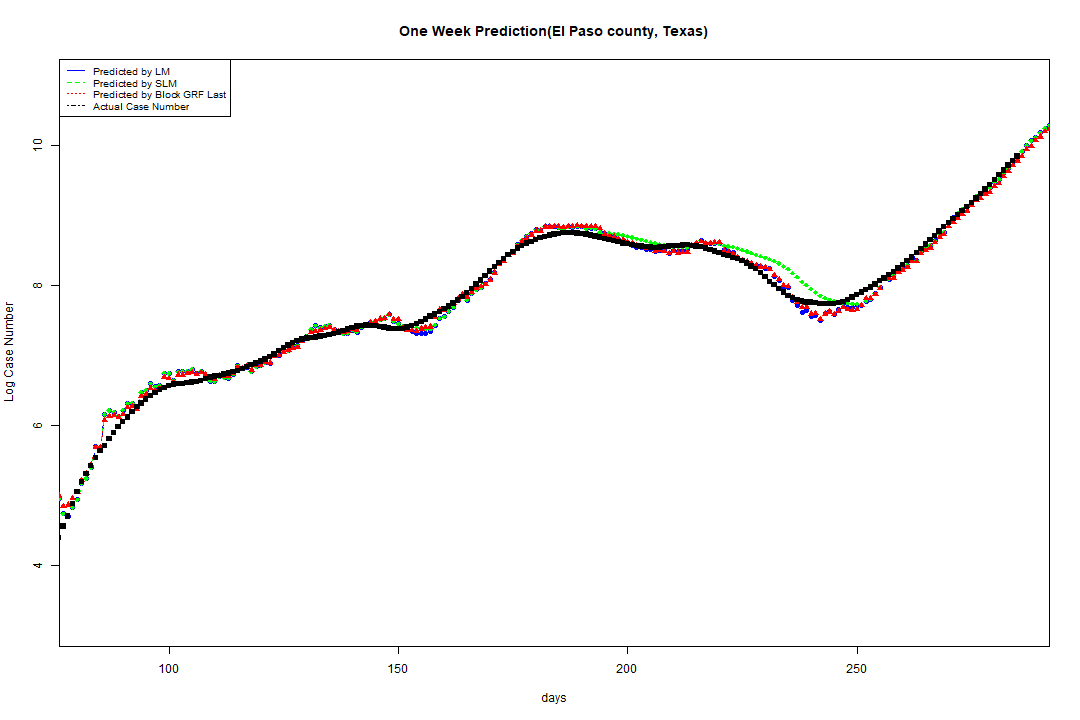 One Week Prediction(El Paso county, Texas)
Predicted by LM
Predicted by SLM
Predicted by Block GRF Last
Actual Case Number
10
8
6
4
Log Case Number
100 150 200 250
days